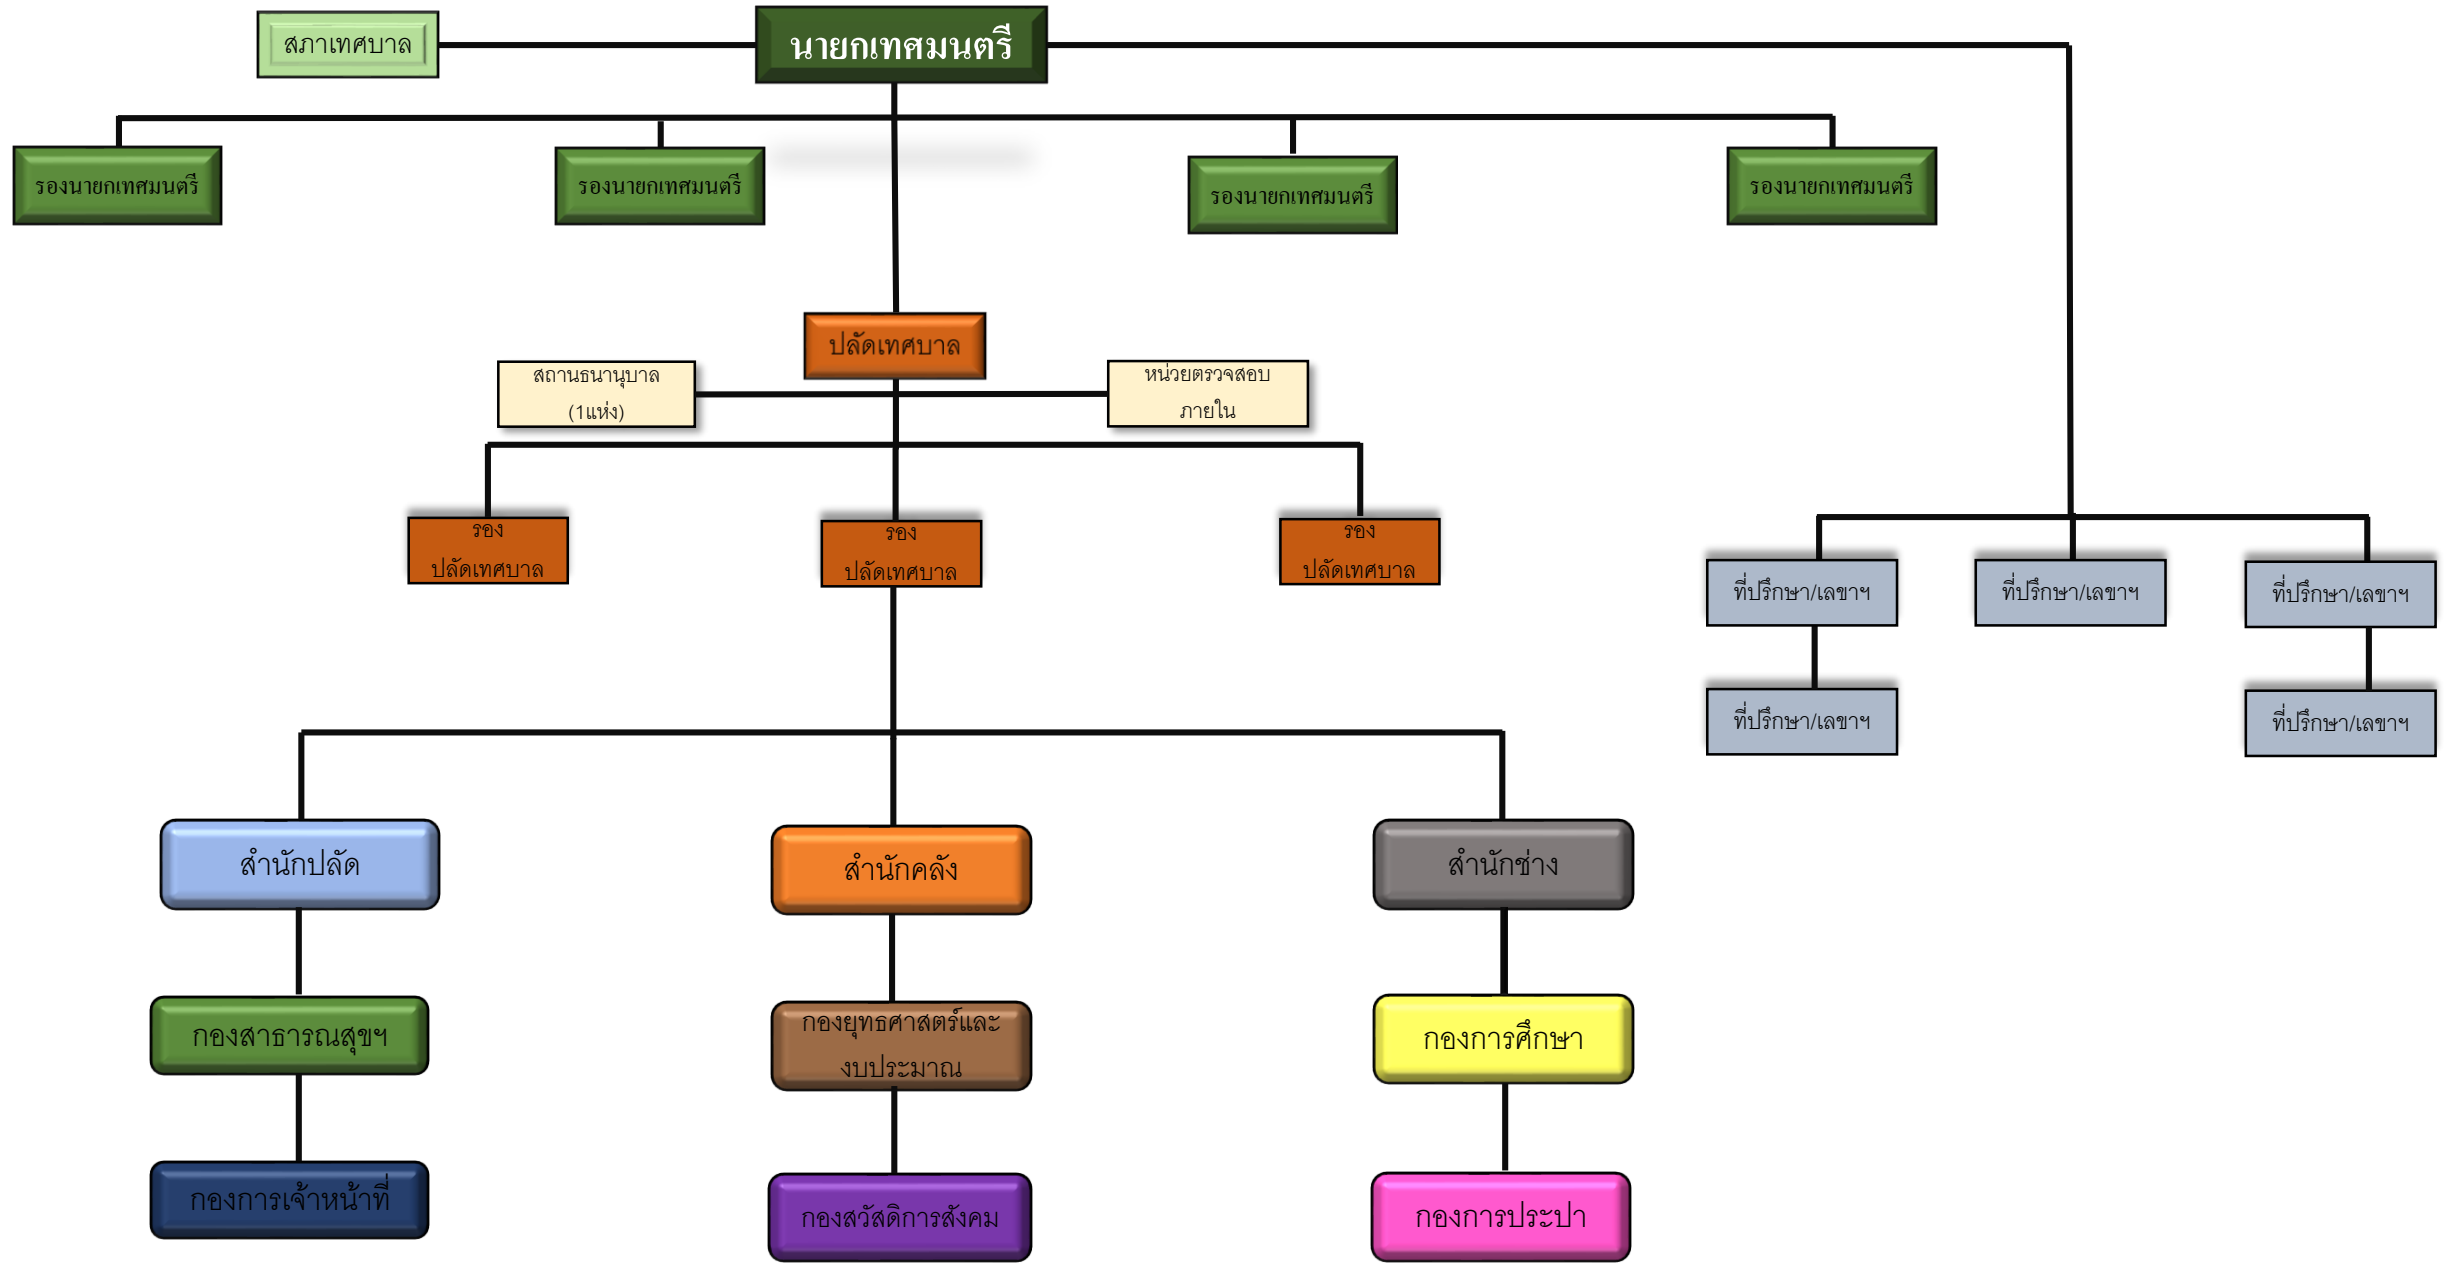 สภาเทศบาล
นายกเทศมนตรี
รองนายกเทศมนตรี
รองนายกเทศมนตรี
รองนายกเทศมนตรี
รองนายกเทศมนตรี
ปลัดเทศบาล
สถานธนานุบาล
(1แห่ง)
หน่วยตรวจสอบ
ภายใน
รอง
ปลัดเทศบาล
รอง
ปลัดเทศบาล
รอง
ปลัดเทศบาล
ที่ปรึกษา/เลขาฯ
ที่ปรึกษา/เลขาฯ
ที่ปรึกษา/เลขาฯ
ที่ปรึกษา/เลขาฯ
ที่ปรึกษา/เลขาฯ
สำนักปลัด
สำนักคลัง
สำนักช่าง
กองสาธารณสุขฯ
กองยุทธศาสตร์และ
งบประมาณ
กองการศึกษา
กองการเจ้าหน้าที่
กองสวัสดิการสังคม
กองการประปา